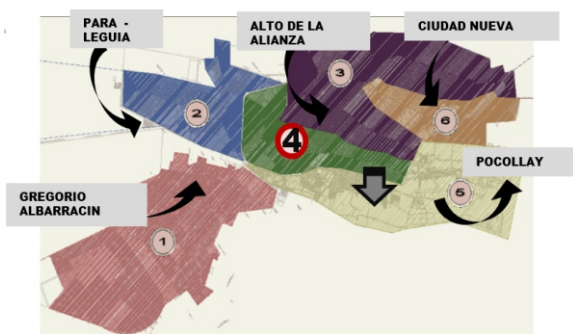 PARA -
LEGUIA
ALTO DE LA
ALIANZA
CIUDAD NUEVA
3
2
4
6
POCOLLAY
5
GREGORIO
ALBARRACIN
1